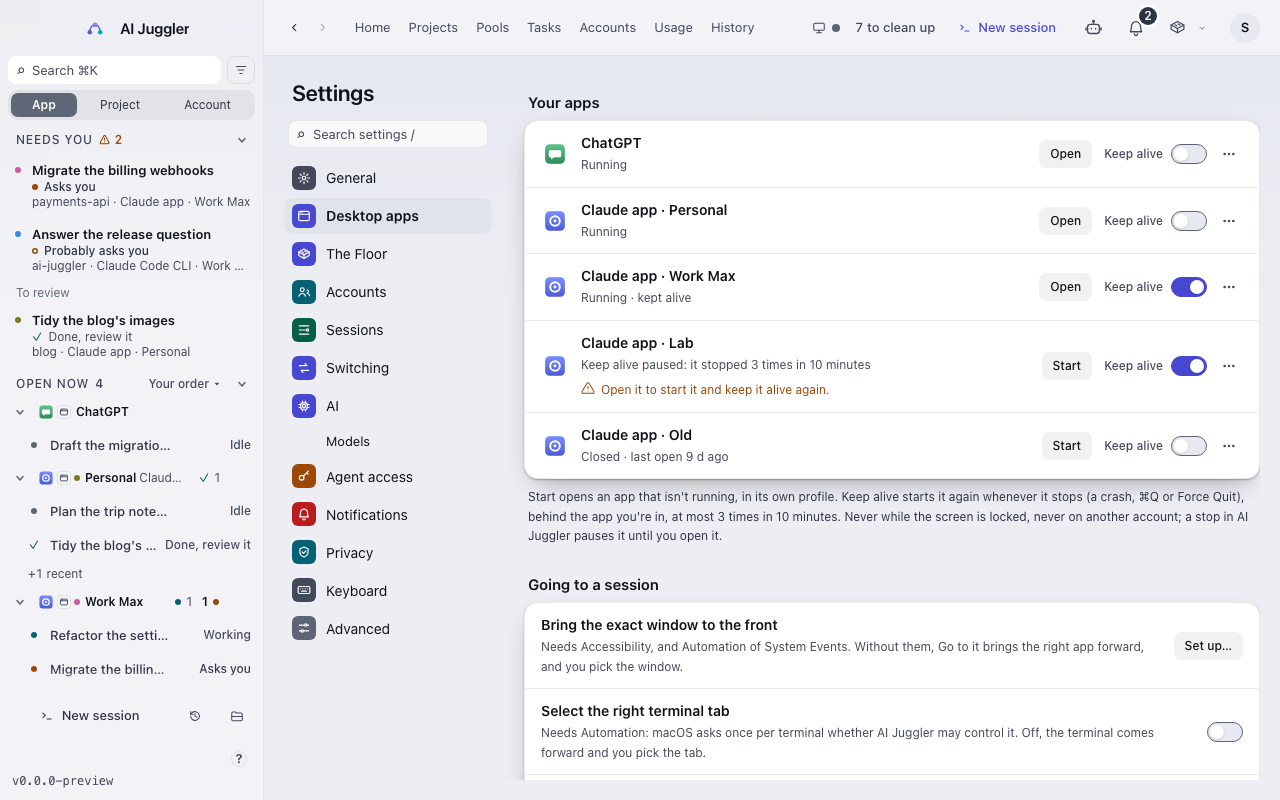 AI Juggler
Search ⌘K
App
Project
Account
NEEDS YOU 2
Migrate the billing webhooks
Asks you
payments-api · Claude app · Work Max
Answer the release question
Probably asks you
ai-juggler · Claude Code CLI · Work ...
To review
Tidy the blog's images
Done, review it
blog · Claude app · Personal
OPEN NOW 4
Your order
ChatGPT
Draft the migratio... Idle
Personal Claud... 1
Plan the trip note... Idle
Tidy the blog's ... Done, review it
+1 recent
Work Max 1 1
Refactor the setti... Working
Migrate the billin... Asks you
New session
?
v0.0.0-preview
Home
Projects
Pools
Tasks
Accounts
Usage
History
7 to clean up
New session
2
S
Settings
Search settings /
General
Desktop apps
The Floor
Accounts
Sessions
Switching
AI
Models
Agent access
Notifications
Privacy
Keyboard
Advanced
Your apps
ChatGPT
Running
Open
Keep alive
Claude app · Personal
Running
Open
Keep alive
Claude app · Work Max
Running · kept alive
Open
Keep alive
Claude app · Lab
Keep alive paused: it stopped 3 times in 10 minutes
Open it to start it and keep it alive again.
Start
Keep alive
Claude app · Old
Closed · last open 9 d ago
Start
Keep alive
Start opens an app that isn't running, in its own profile. Keep alive starts it again whenever it stops (a crash, ⌘Q or Force Quit),
behind the app you're in, at most 3 times in 10 minutes. Never while the screen is locked, never on another account; a stop in AI
Juggler pauses it until you open it.
Going to a session
Bring the exact window to the front
Needs Accessibility, and Automation of System Events. Without them, Go to it brings the right app forward,
and you pick the window.
Set up...
Select the right terminal tab
Needs Automation: macOS asks once per terminal whether AI Juggler may control it. Off, the terminal comes
forward and you pick the tab.